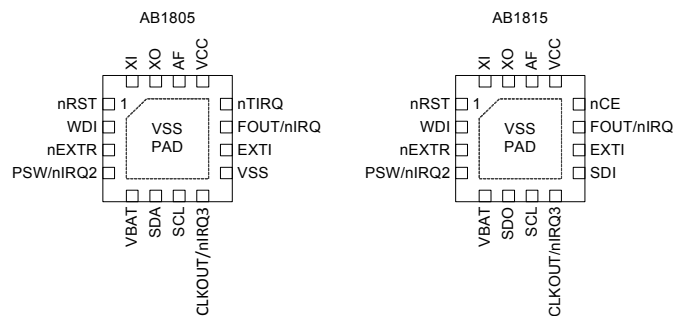 AB1805
XI
XO
AF
VCC
nRST
1
nTIRQ
WDI
VSS
PAD
FOUT/nIRQ
nEXTR
EXTI
PSW/nIRQ2
VSS
VBAT
SDA
SCL
CLKOUT/nIRQ3
AB1815
XI
XO
AF
VCC
nRST
1
nCE
WDI
VSS
PAD
FOUT/nIRQ
nEXTR
EXTI
PSW/nIRQ2
SDI
VBAT
SDO
SCL
CLKOUT/nIRQ3